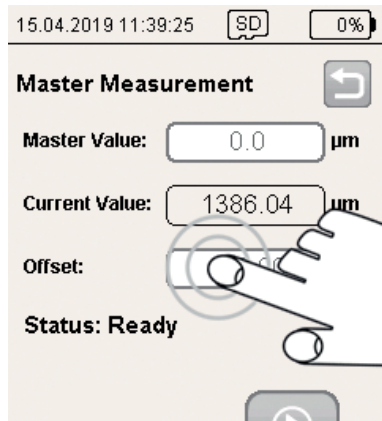 15.04.2019 11:39:25 SD 0%
Master Measurement
Master Value: 0.0 µm
Current Value: 1386.04 µm
Offset:
Status: Ready